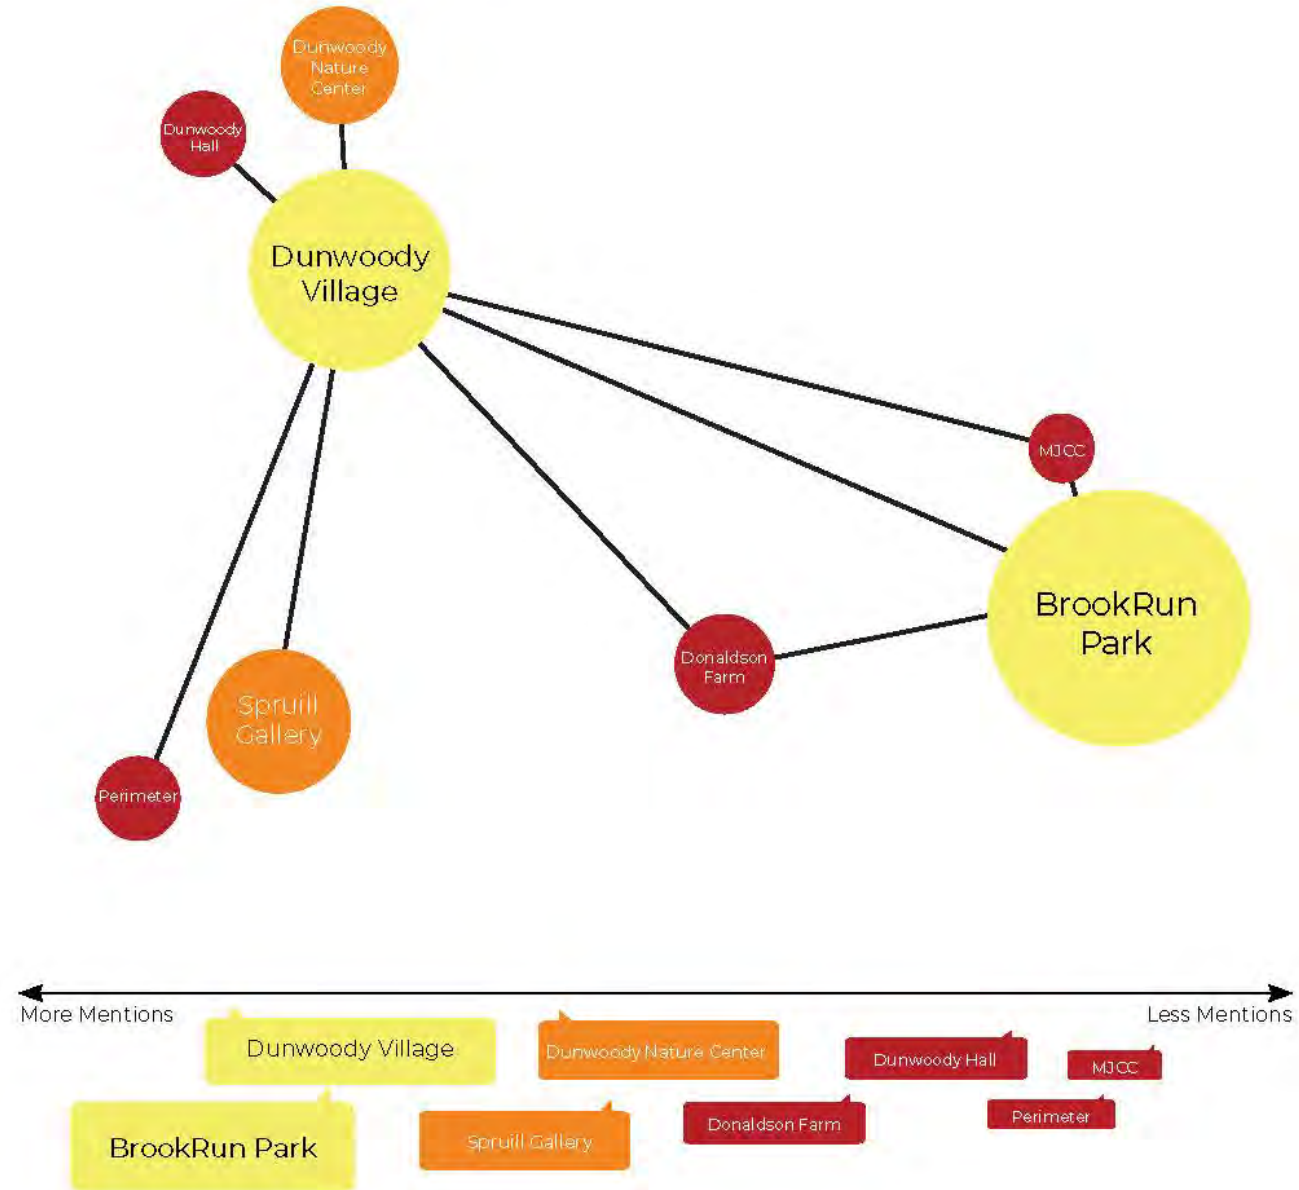 Dunwoody
Nature
Center
Dunwoody
Hall
Dunwoody
Village
MJCC
BrookRun
Park
Donaldson
Farm
Spruill
Gallery
Perimeter
More Mentions
Less Mentions
Dunwoody Village
Dunwoody Nature Center
Dunwoody Hall
MJCC
BrookRun Park
Spruill Gallery
Donaldson Farm
Perimeter